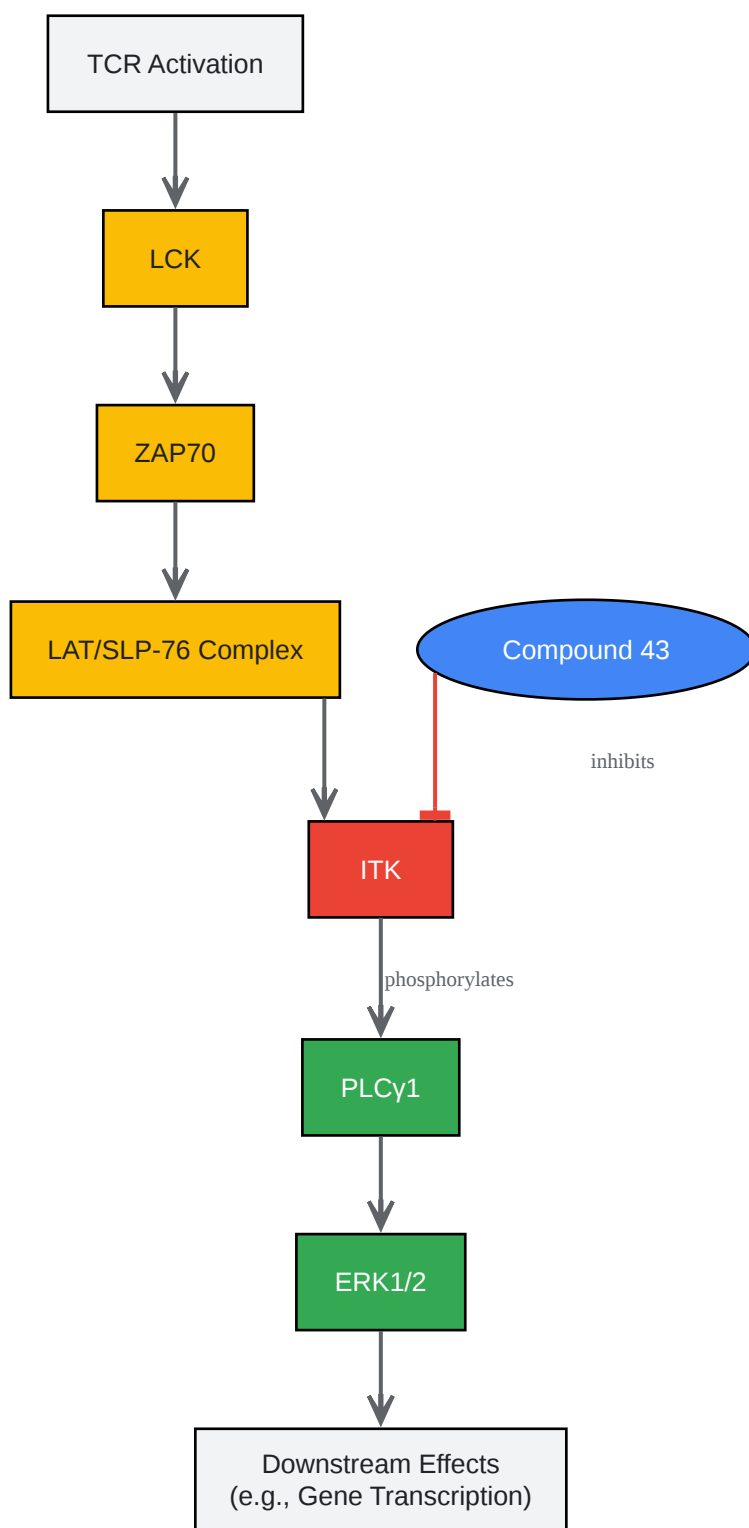 TCR Activation
LCK
ZAP70
LAT/SLP-76 Complex
Compound 43
inhibits
ITK
phosphorylates
PLCγ1
ERK1/2
Downstream Effects
(e.g., Gene Transcription)